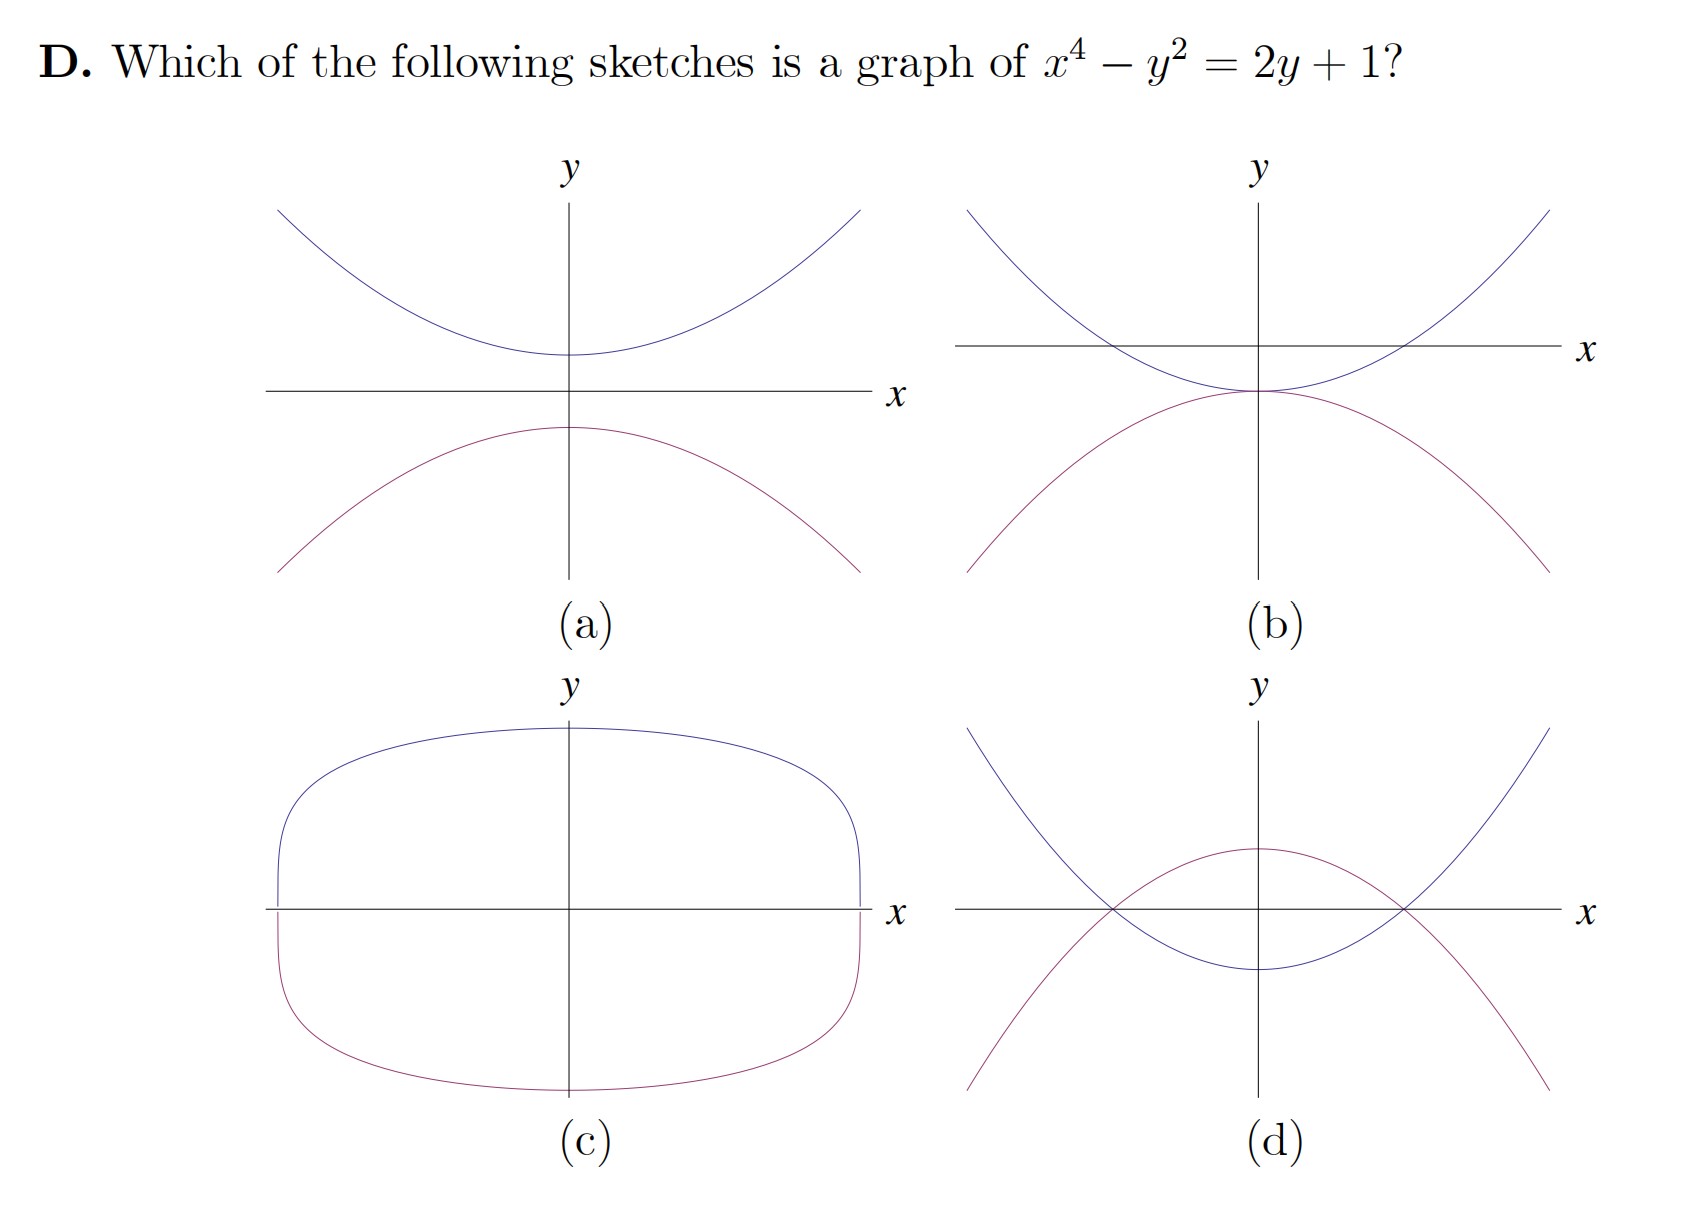 D. Which of the following sketches is a graph of x⁴ − y² = 2y + 1?
y y
x x
(a) (b)
y y
x x
(c) (d)